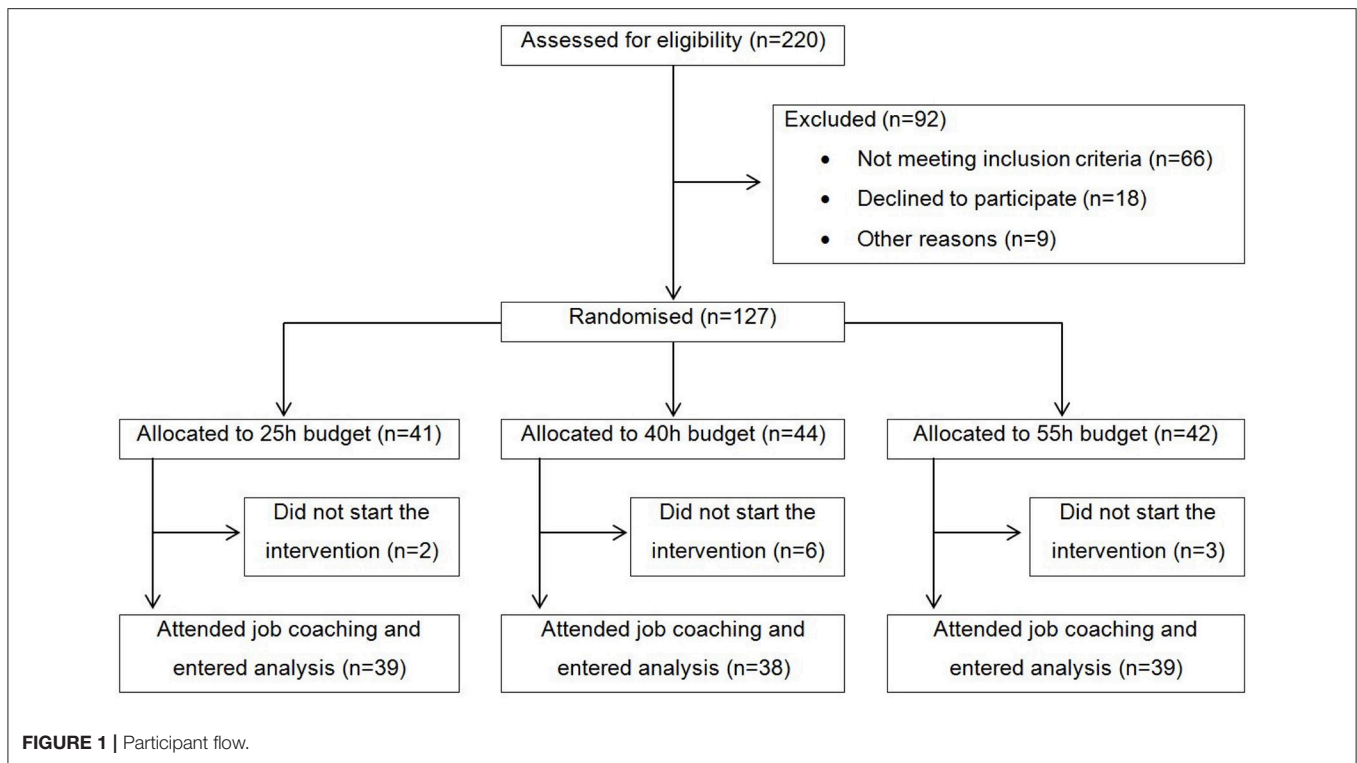 Assessed for eligibility (n=220)
Excluded (n=92)
• Not meeting inclusion criteria (n=66)
• Declined to participate (n=18)
• Other reasons (n=9)
Randomised (n=127)
Allocated to 25h budget (n=41)
Allocated to 40h budget (n=44)
Allocated to 55h budget (n=42)
Did not start the
intervention (n=2)
Did not start the
intervention (n=6)
Did not start the
intervention (n=3)
Attended job coaching and
entered analysis (n=39)
Attended job coaching and
entered analysis (n=38)
Attended job coaching and
entered analysis (n=39)
FIGURE 1 | Participant flow.